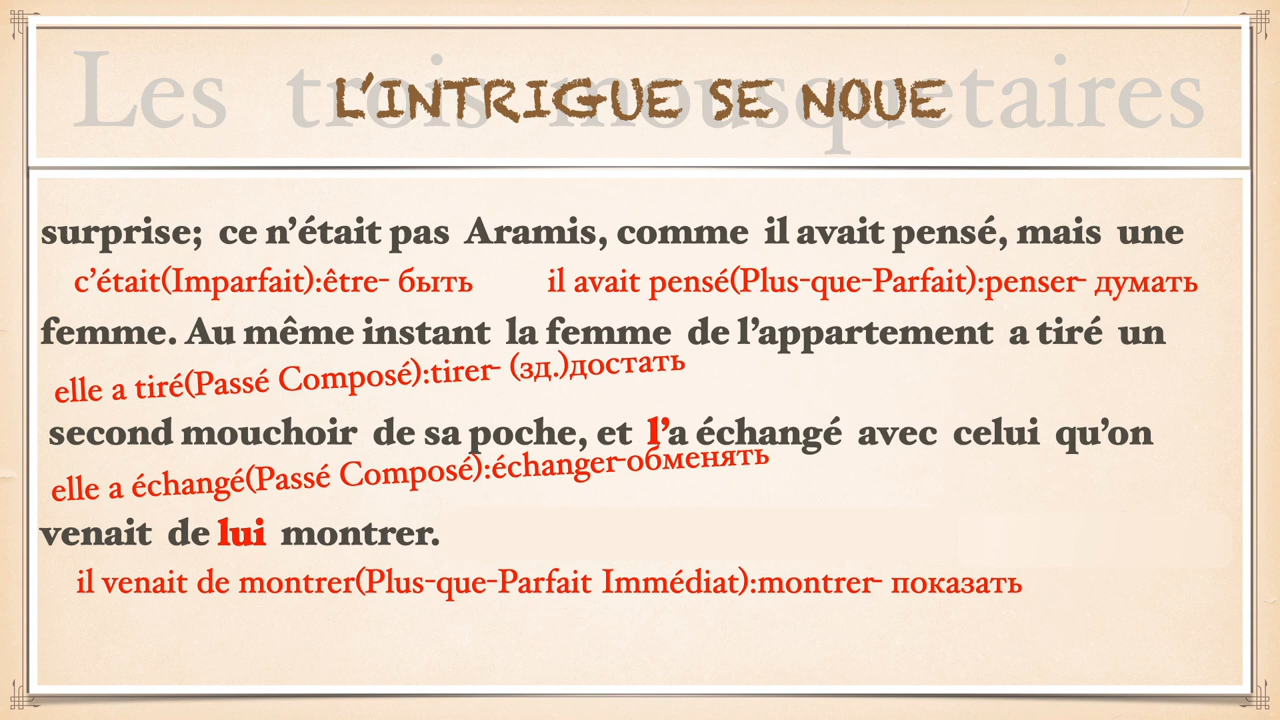 Les trois mousquetaires
L'INTRIGUE SE NOUE
surprise; ce n'était pas Aramis, comme il avait pensé, mais une
c'était(Imparfait):être- быть il avait pensé(Plus-que-Parfait):penser- думать
femme. Au même instant la femme de l'appartement a tiré un
elle a tiré(Passé Composé):tirer- (зд.)достать
second mouchoir de sa poche, et l'a échangé avec celui qu'on
elle a échangé(Passé Composé):échanger-обменять
venait de lui montrer.
il venait de montrer(Plus-que-Parfait Immédiat):montrer- показать